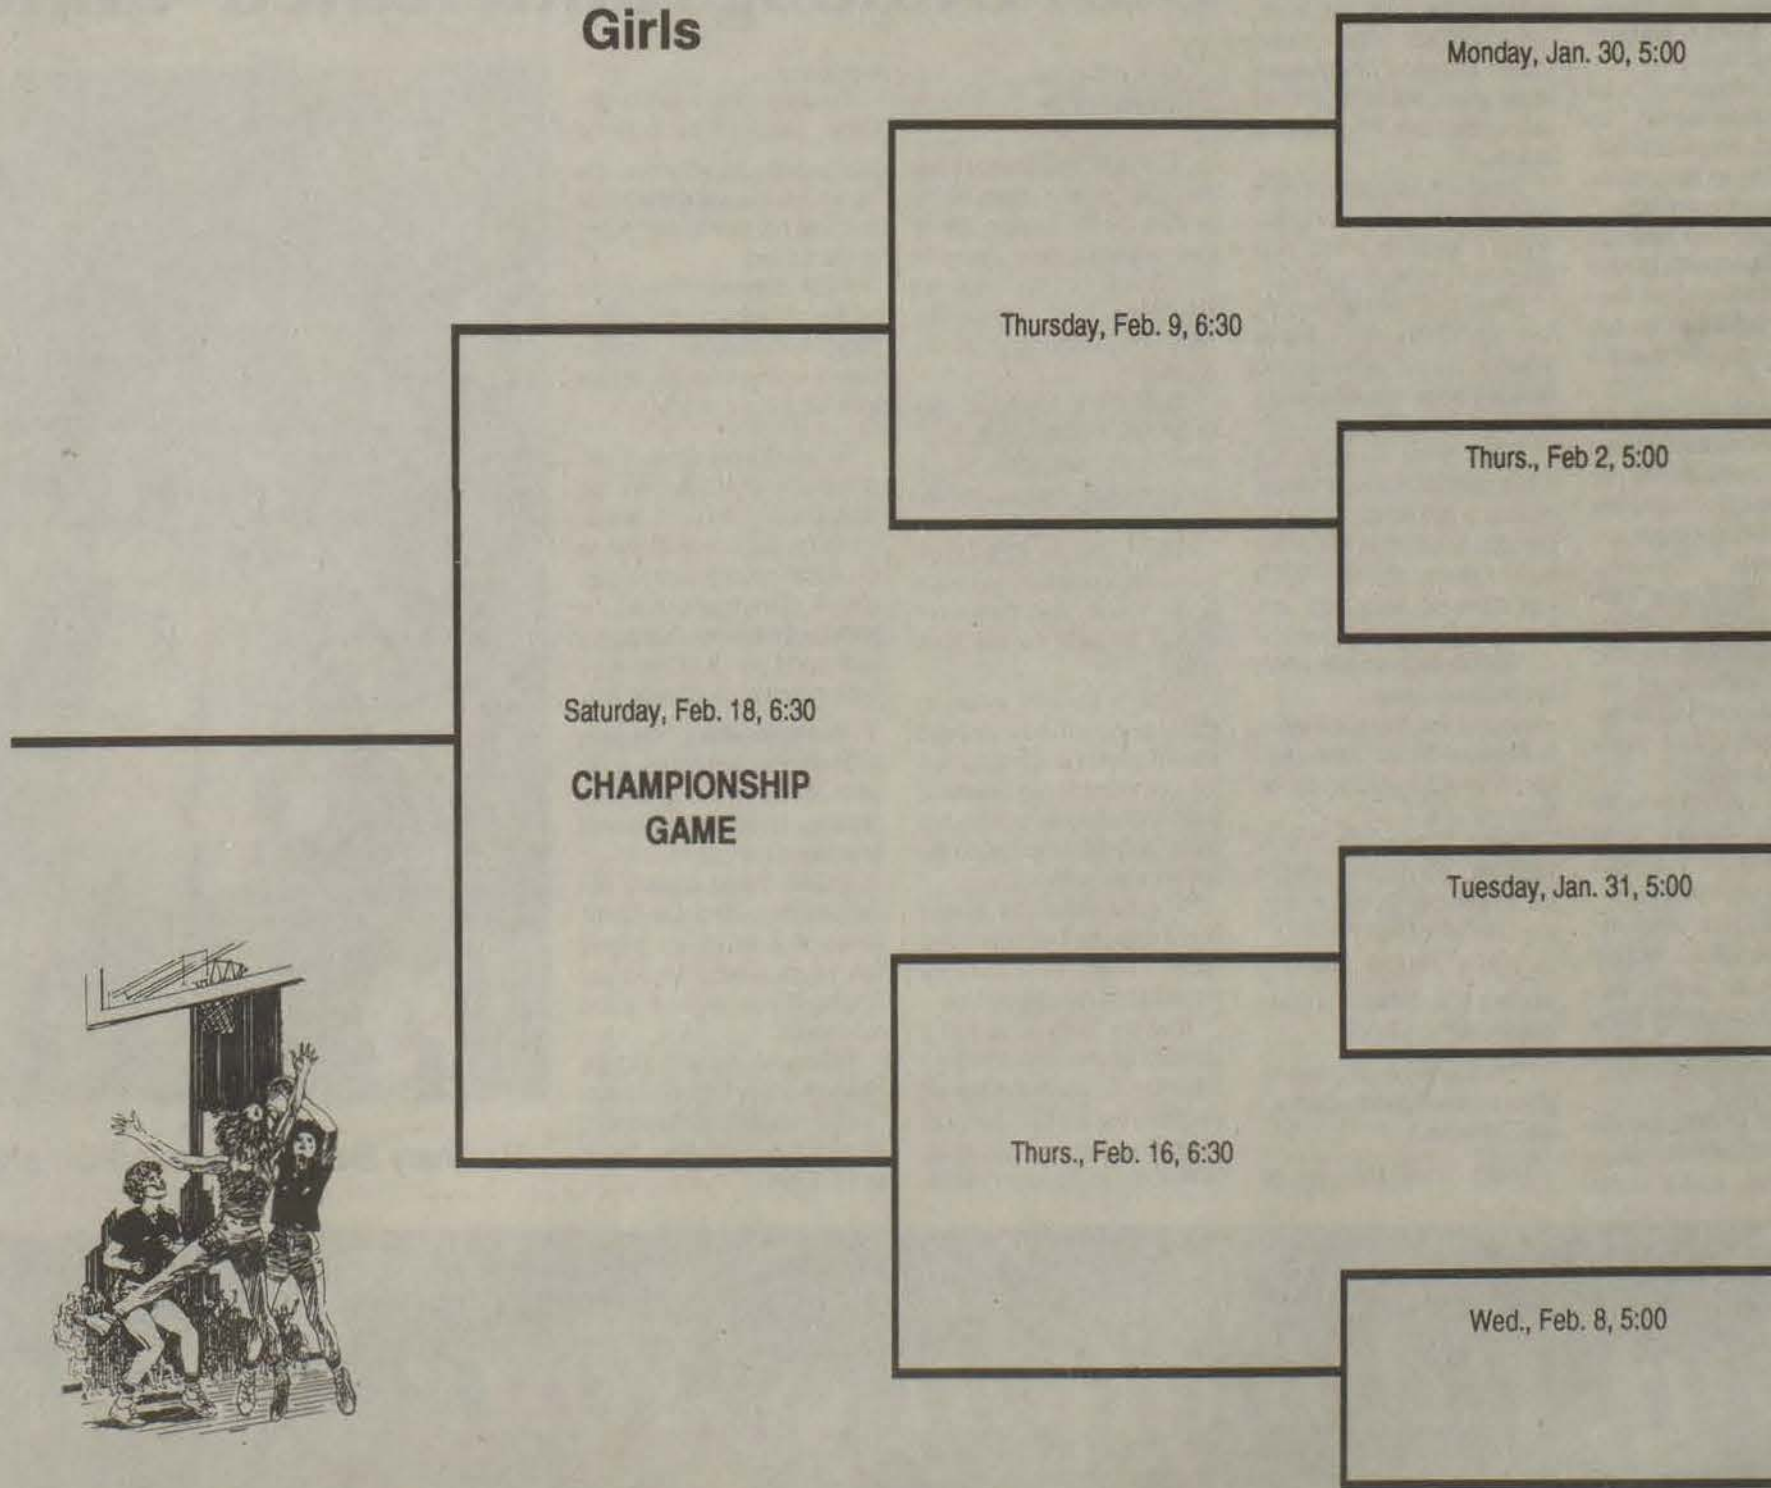 Girls
Monday, Jan. 30, 5:00
Thursday, Feb. 9, 6:30
Thurs., Feb 2, 5:00
Saturday, Feb. 18, 6:30
CHAMPIONSHIP
GAME
Tuesday, Jan. 31, 5:00
Thurs., Feb. 16, 6:30
Wed., Feb. 8, 5:00